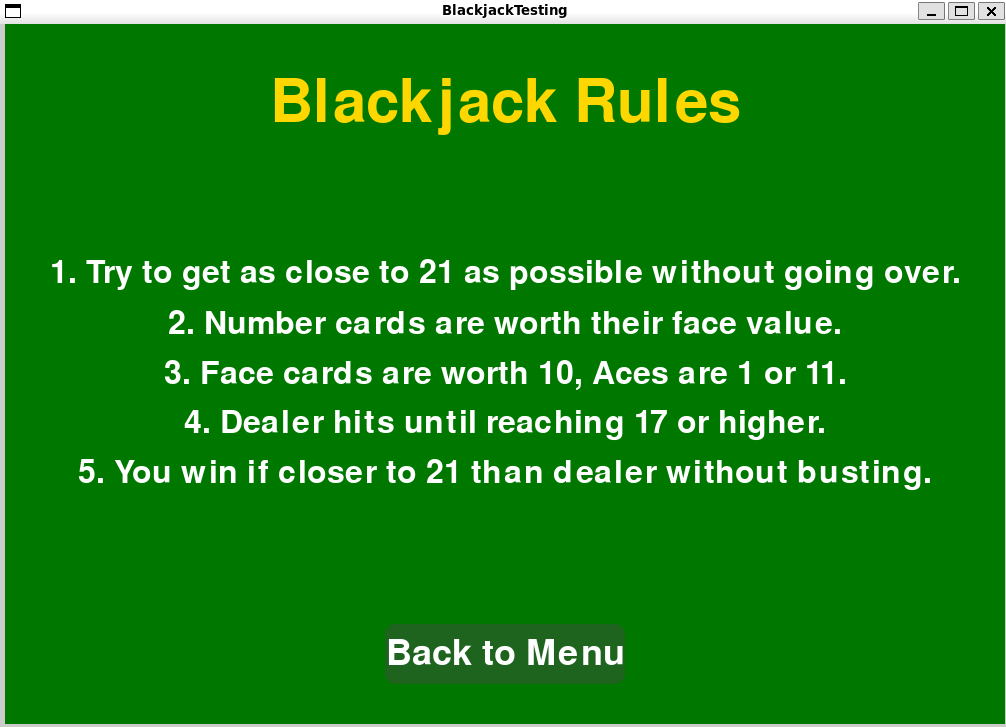 BlackjackTesting
Blackjack Rules
1. Try to get as close to 21 as possible without going over.
2. Number cards are worth their face value.
3. Face cards are worth 10, Aces are 1 or 11.
4. Dealer hits until reaching 17 or higher.
5. You win if closer to 21 than dealer without busting.
Back to Menu